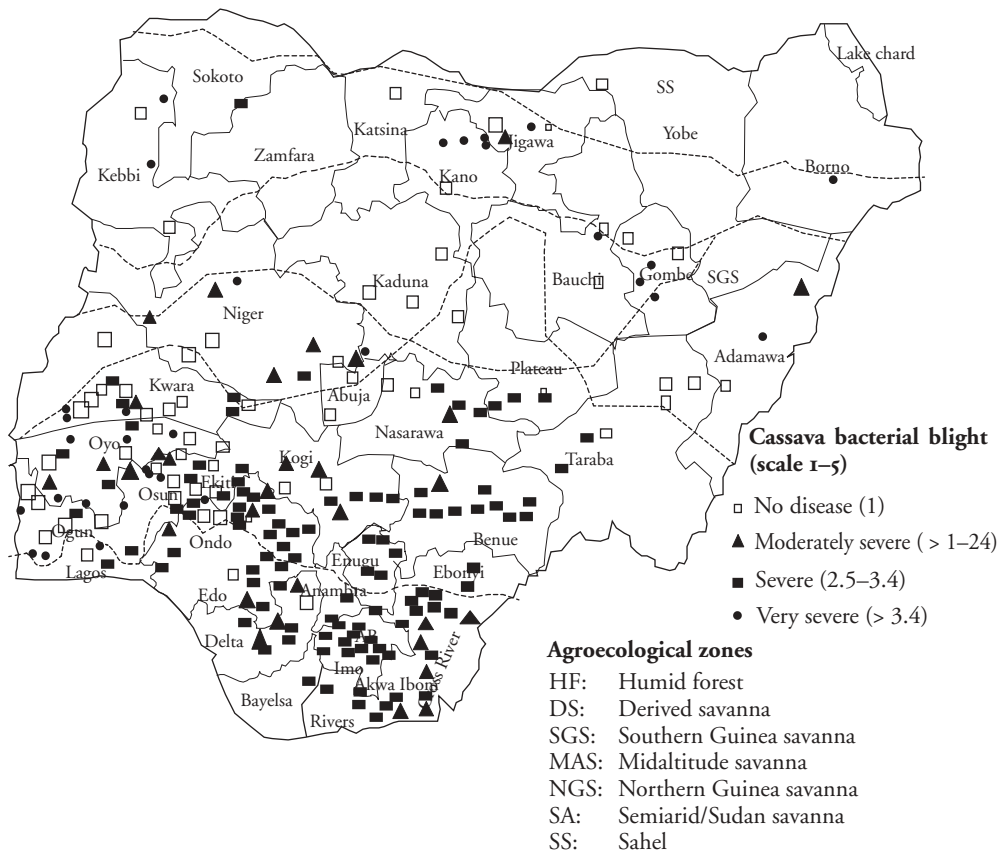 Lake chard
Sokoto
SS
Katsina
Yobe
Jigawa
Zamfara
Borno
Kebbi
Kano
Kaduna
Bauchi
Gombe
SGS
Niger
Adamawa
Plateau
Kwara
Abuja
Nasarawa
Oyo
Kogi
Taraba
Ekiti
Osun
Ogun
Ondo
Benue
Lagos
Enugu
Ebonyi
Edo
Anambra
Delta
AB
Imo
Cross River
Akwa Ibom
Bayelsa
Rivers
Cassava bacterial blight
(scale 1–5)
No disease (1)
Moderately severe ( > 1–24)
Severe (2.5–3.4)
Very severe (> 3.4)
Agroecological zones
HF: Humid forest
DS: Derived savanna
SGS: Southern Guinea savanna
MAS: Midaltitude savanna
NGS: Northern Guinea savanna
SA: Semiarid/Sudan savanna
SS: Sahel